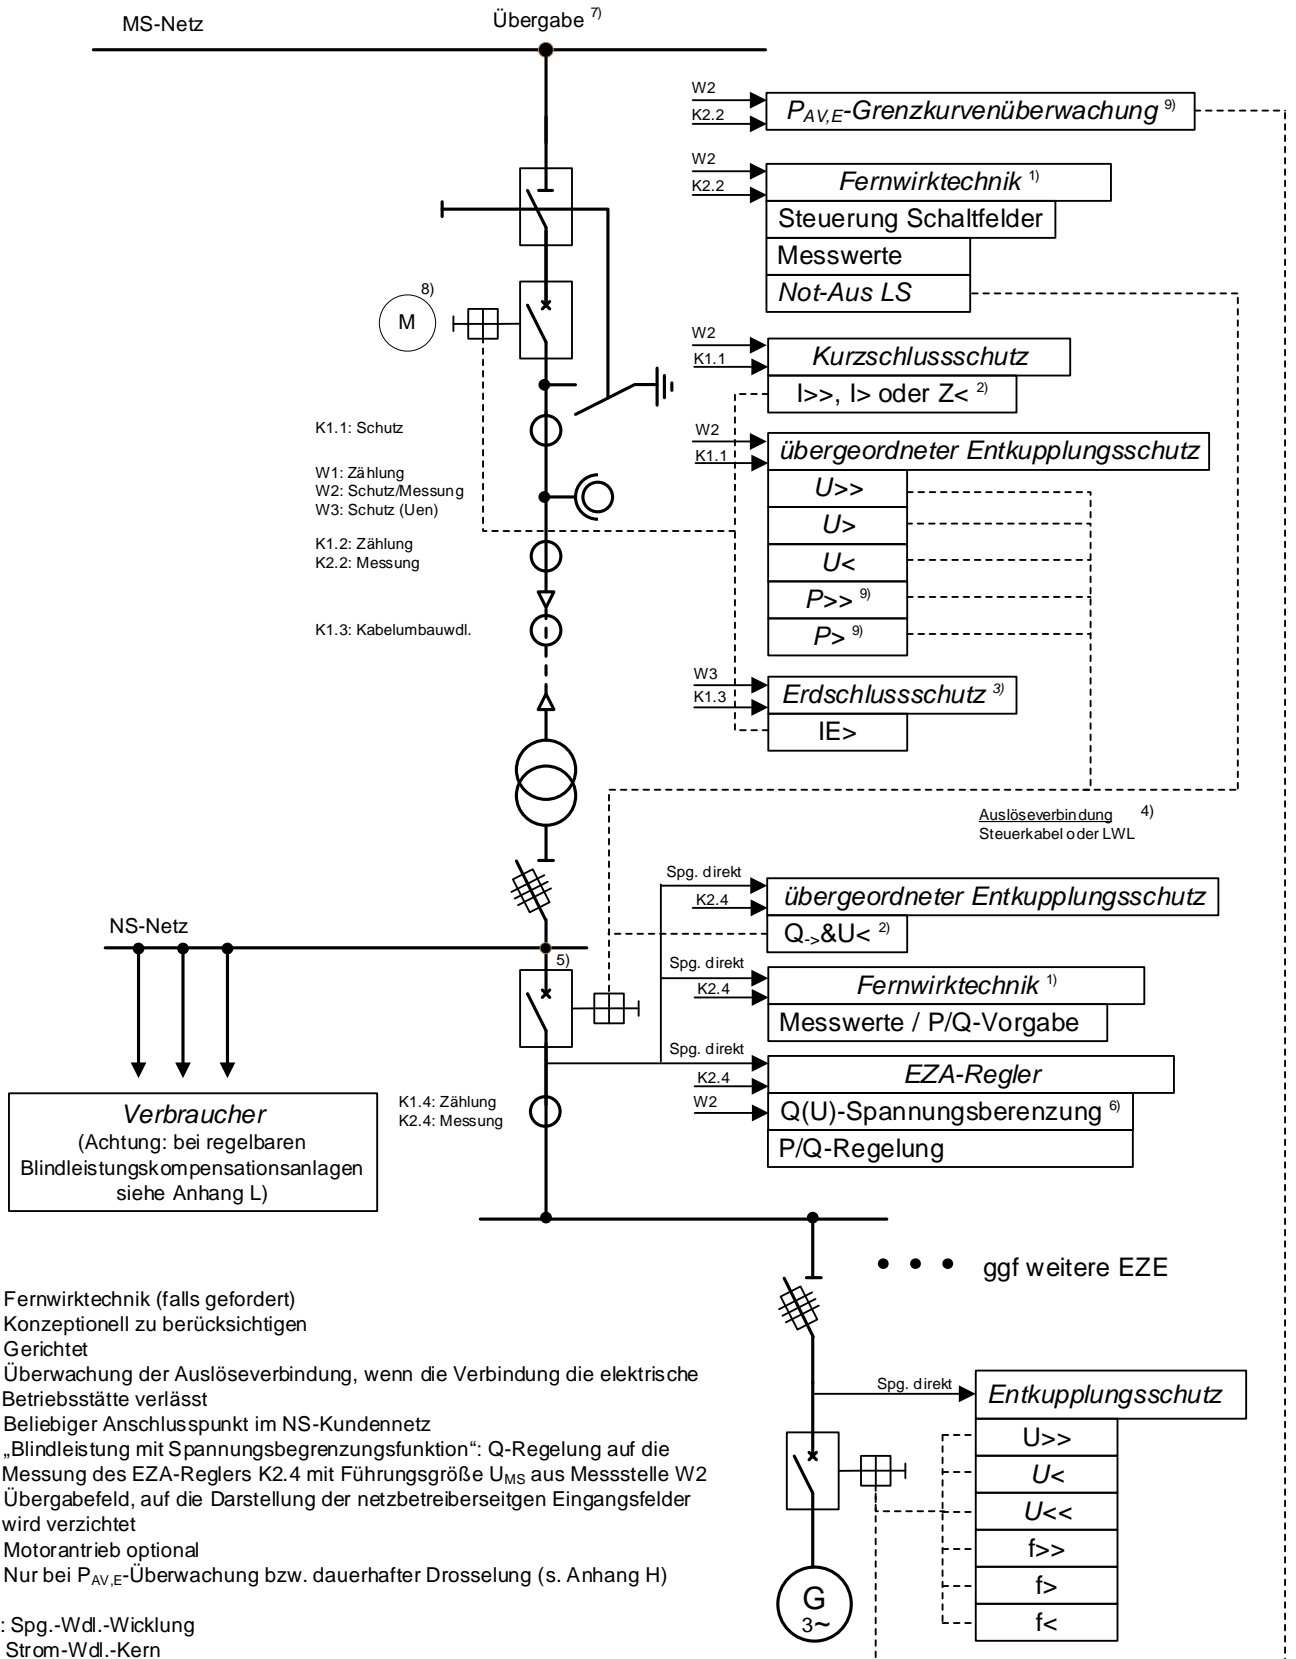 MS-Netz
Übergabe 7)
W2
K2.2
P_AV,E-Grenzkurvenüberwachung 9)
W2
K2.2
Fernwirktechnik 1)
Steuerung Schaltfelder
Messwerte
Not-Aus LS
8)
M
W2
K1.1
Kurzschlussschutz
I>>, I> oder Z< 2)
K1.1: Schutz
W1: Zählung
W2: Schutz/Messung
W3: Schutz (Uen)
K1.2: Zählung
K2.2: Messung
K1.3: Kabelumbauwdl.
W2
K1.1
übergeordneter Entkupplungsschutz
U>>
U>
U<
P>> 9)
P> 9)
W3
K1.3
Erdschlussschutz 3)
IE>
Auslöseverbindung 4)
Steuerkabel oder LWL
Spg. direkt
K2.4
übergeordneter Entkupplungsschutz
Q->&U< 2)
NS-Netz
5)
Spg. direkt
K2.4
Fernwirktechnik 1)
Messwerte / P/Q-Vorgabe
Spg. direkt
K2.4
W2
EZA-Regler
Q(U)-Spannungsberenzung 6)
P/Q-Regelung
K1.4: Zählung
K2.4: Messung
Verbraucher
(Achtung: bei regelbaren
Blindleistungskompensationsanlagen
siehe Anhang L)
ggf weitere EZE
Fernwirktechnik (falls gefordert)
Konzeptionell zu berücksichtigen
Gerichtet
Überwachung der Auslöseverbindung, wenn die Verbindung die elektrische
Betriebsstätte verlässt
Beliebiger Anschlusspunkt im NS-Kundennetz
„Blindleistung mit Spannungsbegrenzungsfunktion“: Q-Regelung auf die
Messung des EZA-Reglers K2.4 mit Führungsgröße U_MS aus Messstelle W2
Übergabefeld, auf die Darstellung der netzbetreiberseitgen Eingangsfelder
wird verzichtet
Motorantrieb optional
Nur bei P_AV,E-Überwachung bzw. dauerhafter Drosselung (s. Anhang H)
: Spg.-Wdl.-Wicklung
Strom-Wdl.-Kern
Spg. direkt
Entkupplungsschutz
U>>
U<
U<<
f>>
f>
f<
G
3~